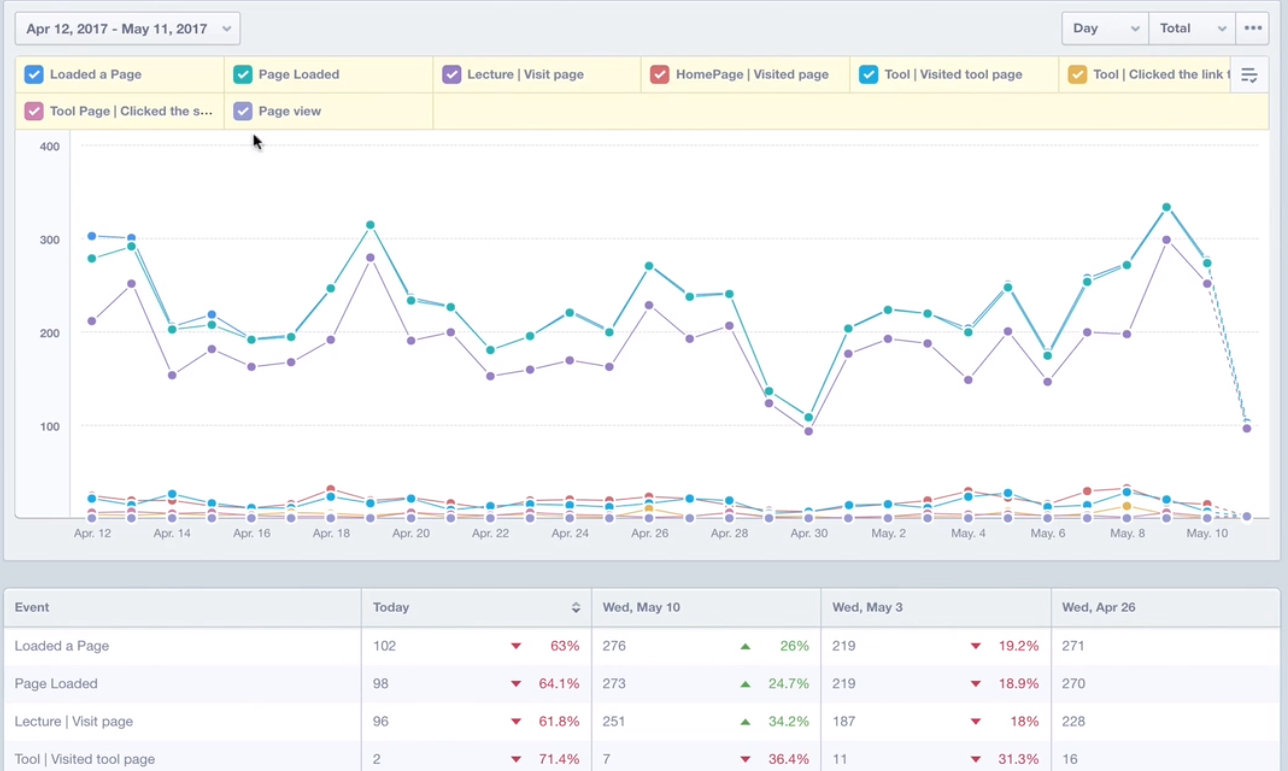 Apr 12, 2017 - May 11, 2017 Day Total
Loaded a Page Page Loaded Lecture | Visit page HomePage | Visited page Tool | Visited tool page Tool | Clicked the link
Tool Page | Clicked the s... Page view
400
300
200
100
Apr. 12 Apr. 14 Apr. 16 Apr. 18 Apr. 20 Apr. 22 Apr. 24 Apr. 26 Apr. 28 Apr. 30 May. 2 May. 4 May. 6 May. 8 May. 10
Event Today Wed, May 10 Wed, May 3 Wed, Apr 26
Loaded a Page 102 63% 276 26% 219 19.2% 271
Page Loaded 98 64.1% 273 24.7% 219 18.9% 270
Lecture | Visit page 96 61.8% 251 34.2% 187 18% 228
Tool | Visited tool page 2 71.4% 7 36.4% 11 31.3% 16